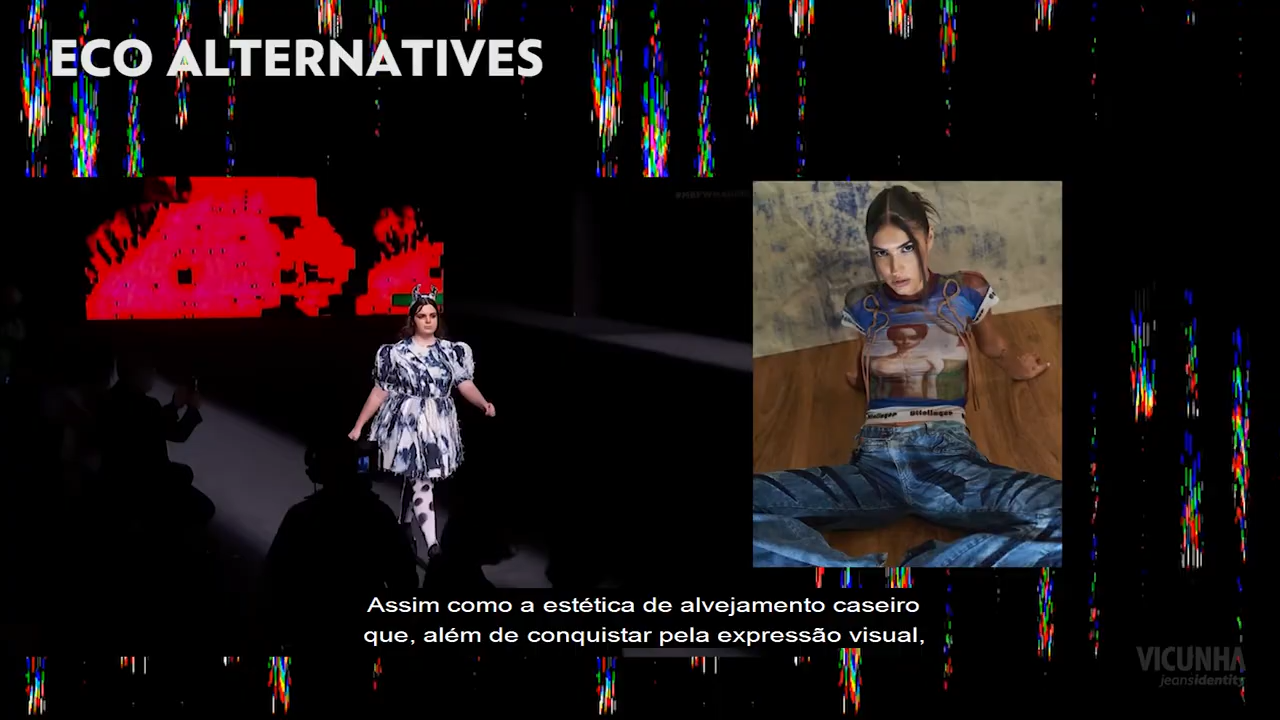 ECO ALTERNATIVES
Assim como a estética de alvejamento caseiro
que, além de conquistar pela expressão visual,
VICUNHA
jeansidentity